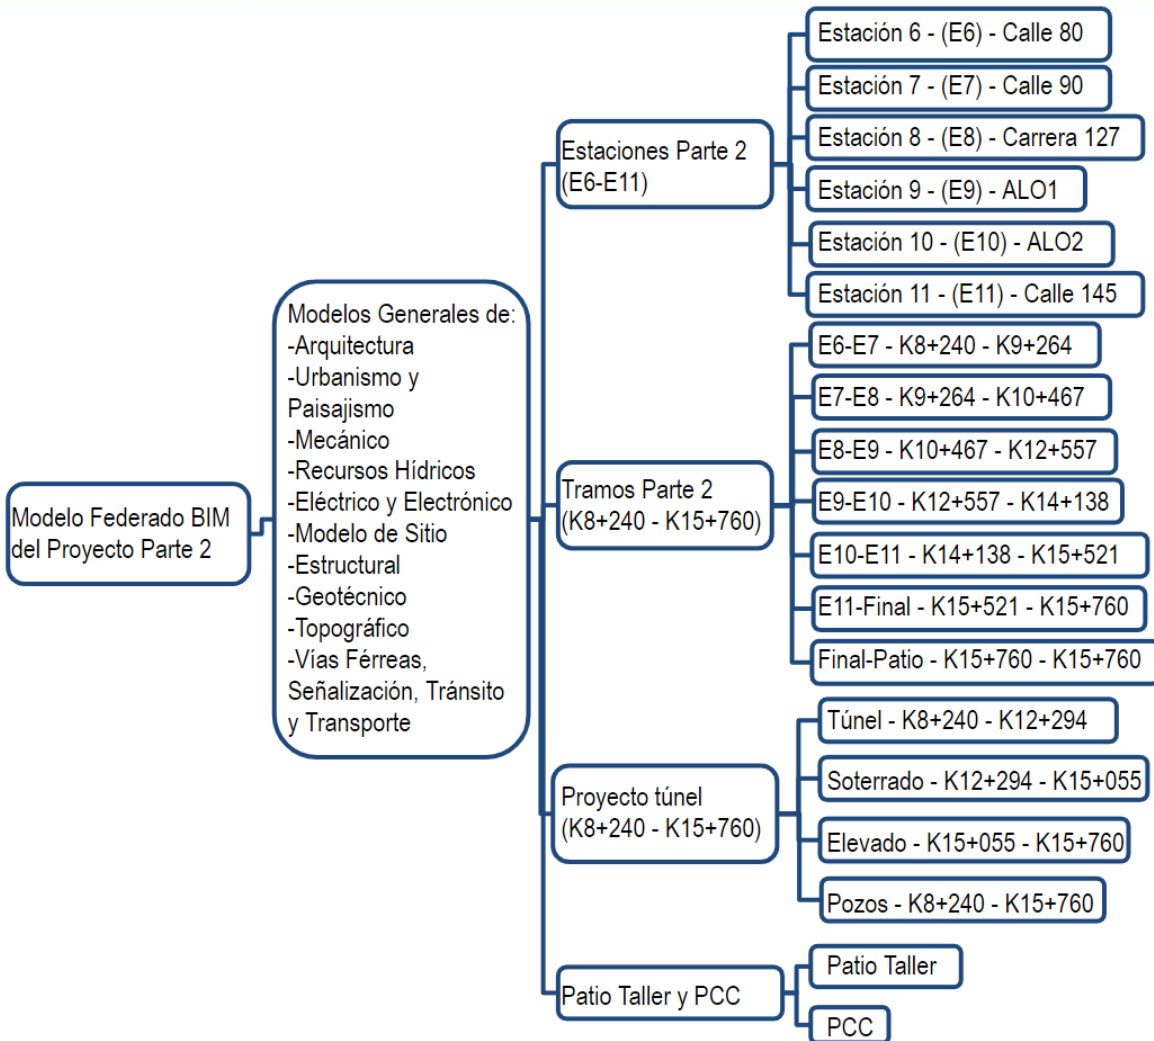 Modelo Federado BIM
del Proyecto Parte 2
Modelos Generales de:
-Arquitectura
-Urbanismo y
Paisajismo
-Mecánico
-Recursos Hídricos
-Eléctrico y Electrónico
-Modelo de Sitio
-Estructural
-Geotécnico
-Topográfico
-Vías Férreas,
Señalización, Tránsito
y Transporte
Estaciones Parte 2
(E6-E11)
Estación 6 - (E6) - Calle 80
Estación 7 - (E7) - Calle 90
Estación 8 - (E8) - Carrera 127
Estación 9 - (E9) - ALO1
Estación 10 - (E10) - ALO2
Estación 11 - (E11) - Calle 145
Tramos Parte 2
(K8+240 - K15+760)
E6-E7 - K8+240 - K9+264
E7-E8 - K9+264 - K10+467
E8-E9 - K10+467 - K12+557
E9-E10 - K12+557 - K14+138
E10-E11 - K14+138 - K15+521
E11-Final - K15+521 - K15+760
Final-Patio - K15+760 - K15+760
Proyecto túnel
(K8+240 - K15+760)
Túnel - K8+240 - K12+294
Soterrado - K12+294 - K15+055
Elevado - K15+055 - K15+760
Pozos - K8+240 - K15+760
Patio Taller y PCC
Patio Taller
PCC